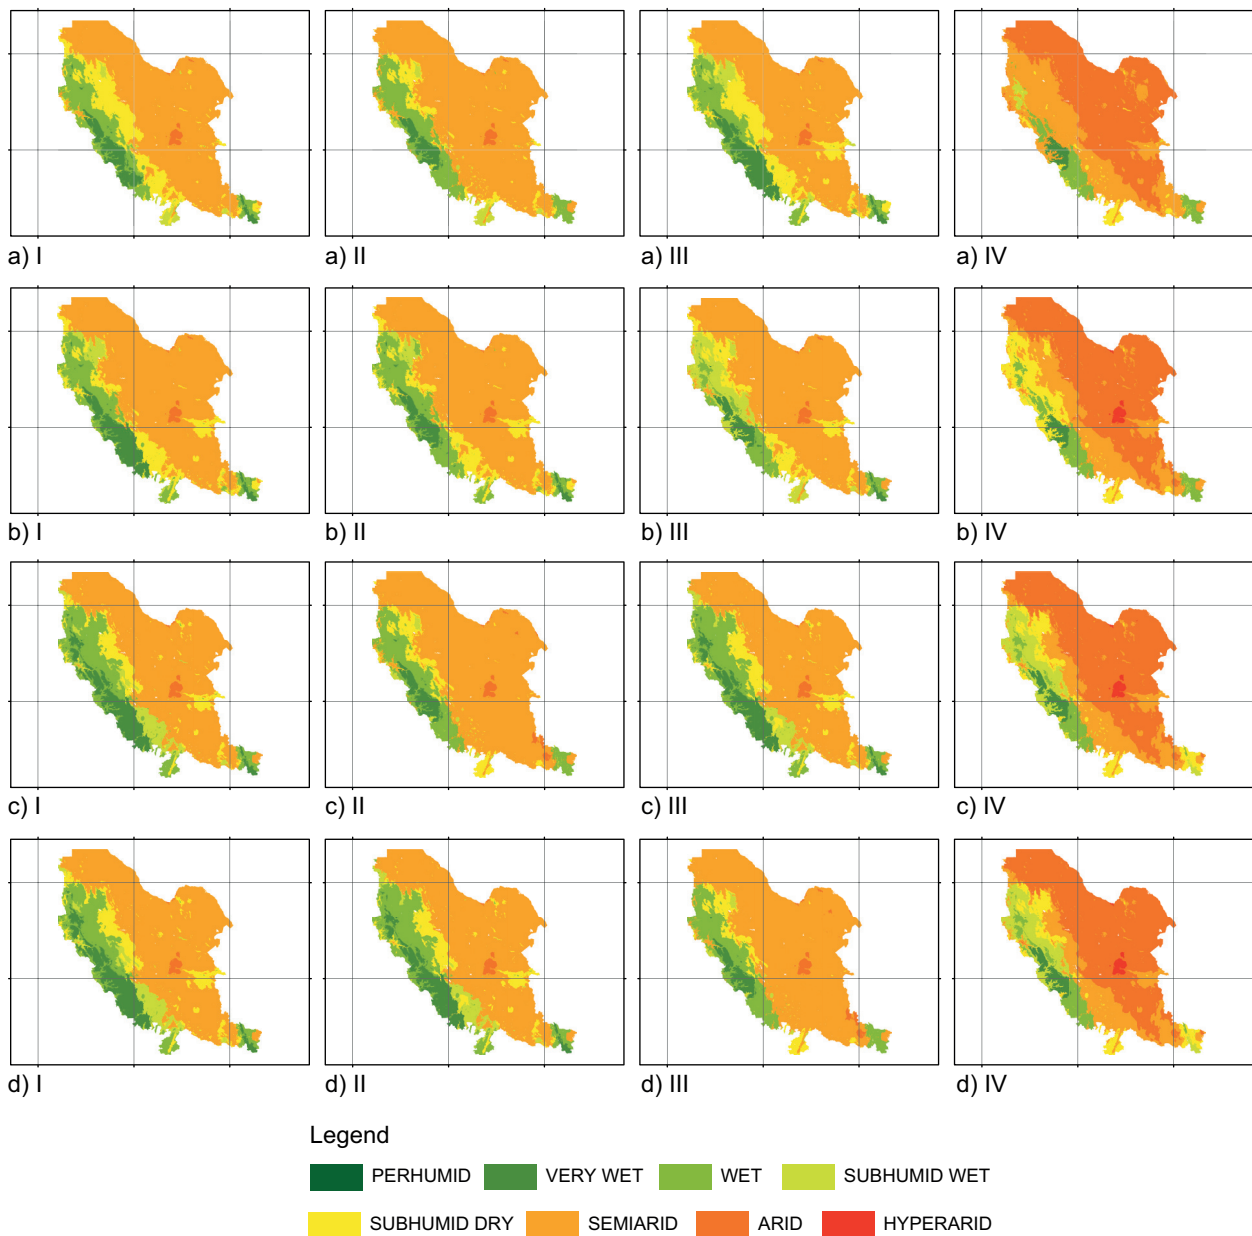 a) I a) II a) III a) IV
b) I b) II b) III b) IV
c) I c) II c) III c) IV
d) I d) II d) III d) IV
Legend
PERHUMID VERY WET WET SUBHUMID WET
SUBHUMID DRY SEMIARID ARID HYPERARID